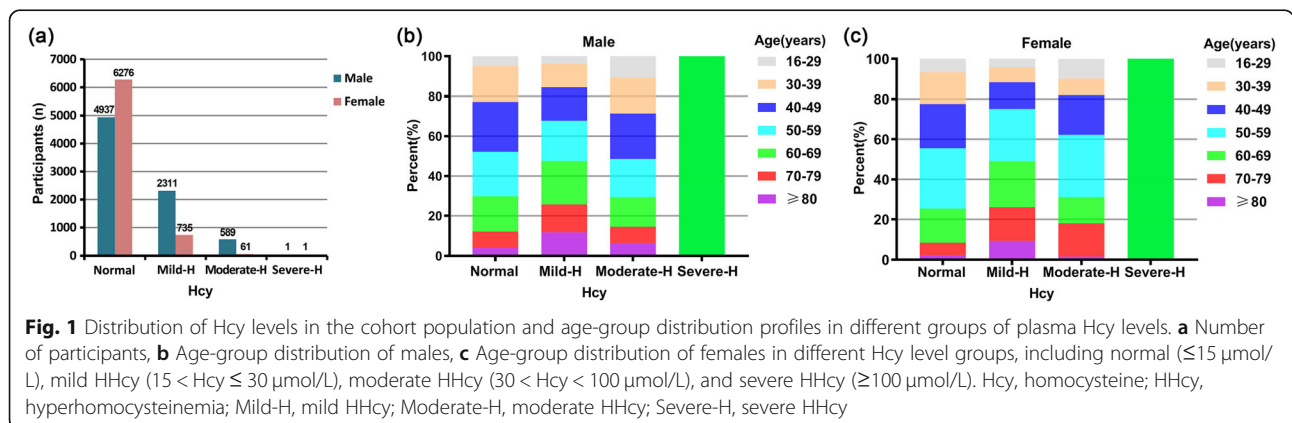 (a)
7000
6000
5000
4000
3000
2000
1000
0
Participants (n)
4937
6276
2311
735
589
61
1 1
Male
Female
Normal Mild-H Moderate-H Severe-H
Hcy
(b)
Male
100
80
60
40
20
0
Percent(%)
Normal Mild-H Moderate-H Severe-H
Hcy
Age(years)
16-29
30-39
40-49
50-59
60-69
70-79
≥80
(c)
Female
100
80
60
40
20
0
Percent(%)
Normal Mild-H Moderate-H Severe-H
Hcy
Age(years)
16-29
30-39
40-49
50-59
60-69
70-79
≥80
Fig. 1 Distribution of Hcy levels in the cohort population and age-group distribution profiles in different groups of plasma Hcy levels. a Number
of participants, b Age-group distribution of males, c Age-group distribution of females in different Hcy level groups, including normal (≤15 μmol/
L), mild HHcy (15 < Hcy ≤ 30 μmol/L), moderate HHcy (30 < Hcy < 100 μmol/L), and severe HHcy (≥100 μmol/L). Hcy, homocysteine; HHcy,
hyperhomocysteinemia; Mild-H, mild HHcy; Moderate-H, moderate HHcy; Severe-H, severe HHcy